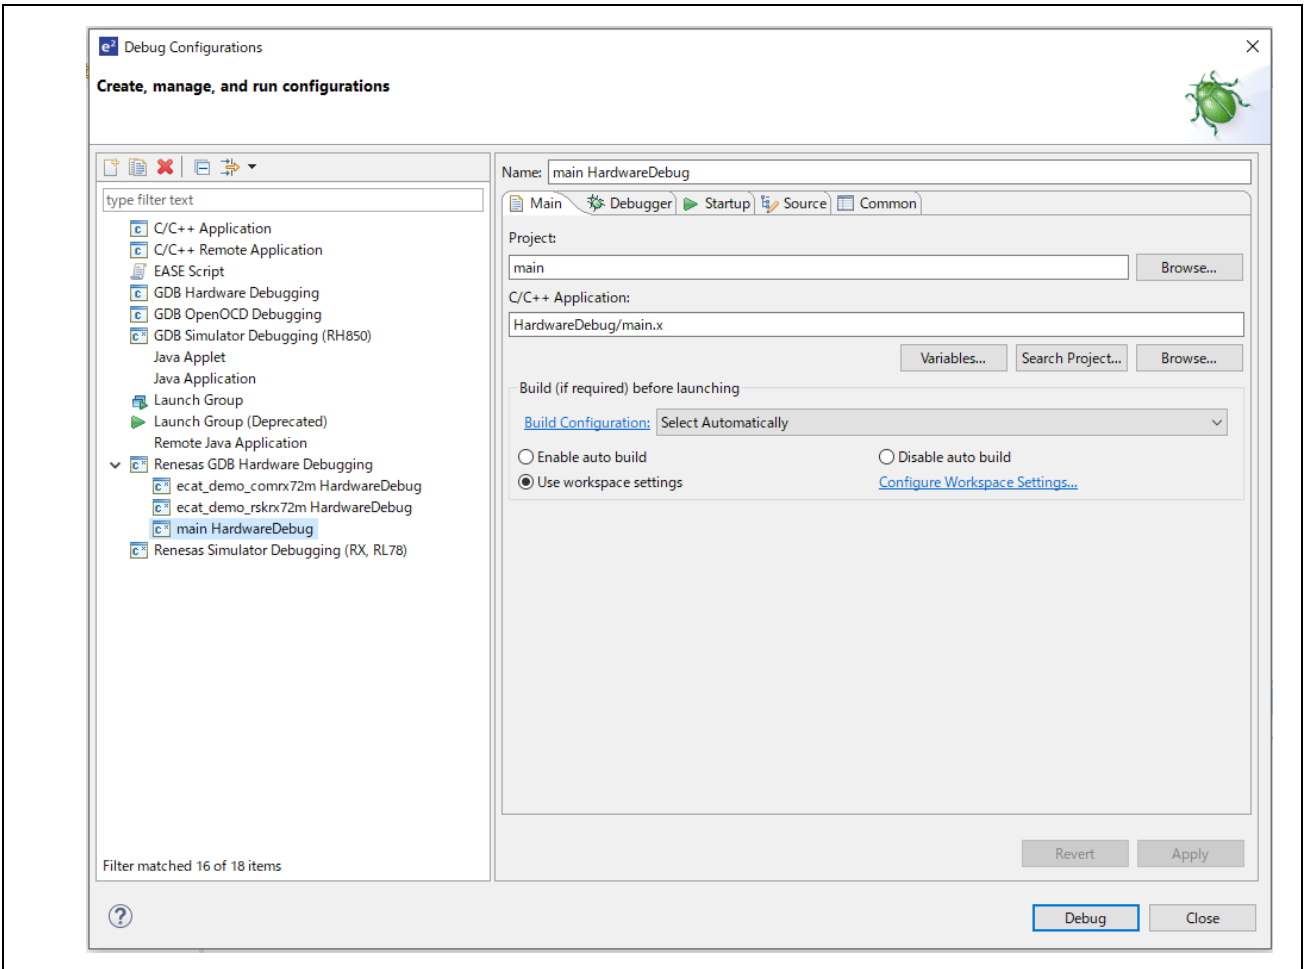 e² Debug Configurations
Create, manage, and run configurations
type filter text
C/C++ Application
C/C++ Remote Application
EASE Script
GDB Hardware Debugging
GDB OpenOCD Debugging
GDB Simulator Debugging (RH850)
Java Applet
Java Application
Launch Group
Launch Group (Deprecated)
Remote Java Application
Renesas GDB Hardware Debugging
ecat_demo_comrx72m HardwareDebug
ecat_demo_rskrx72m HardwareDebug
main HardwareDebug
Renesas Simulator Debugging (RX, RL78)
Filter matched 16 of 18 items
Name: main HardwareDebug
Main Debugger Startup Source Common
Project:
main Browse...
C/C++ Application:
HardwareDebug/main.x
Variables... Search Project... Browse...
Build (if required) before launching
Build Configuration: Select Automatically
Enable auto build Disable auto build
Use workspace settings Configure Workspace Settings...
Revert Apply
Debug Close